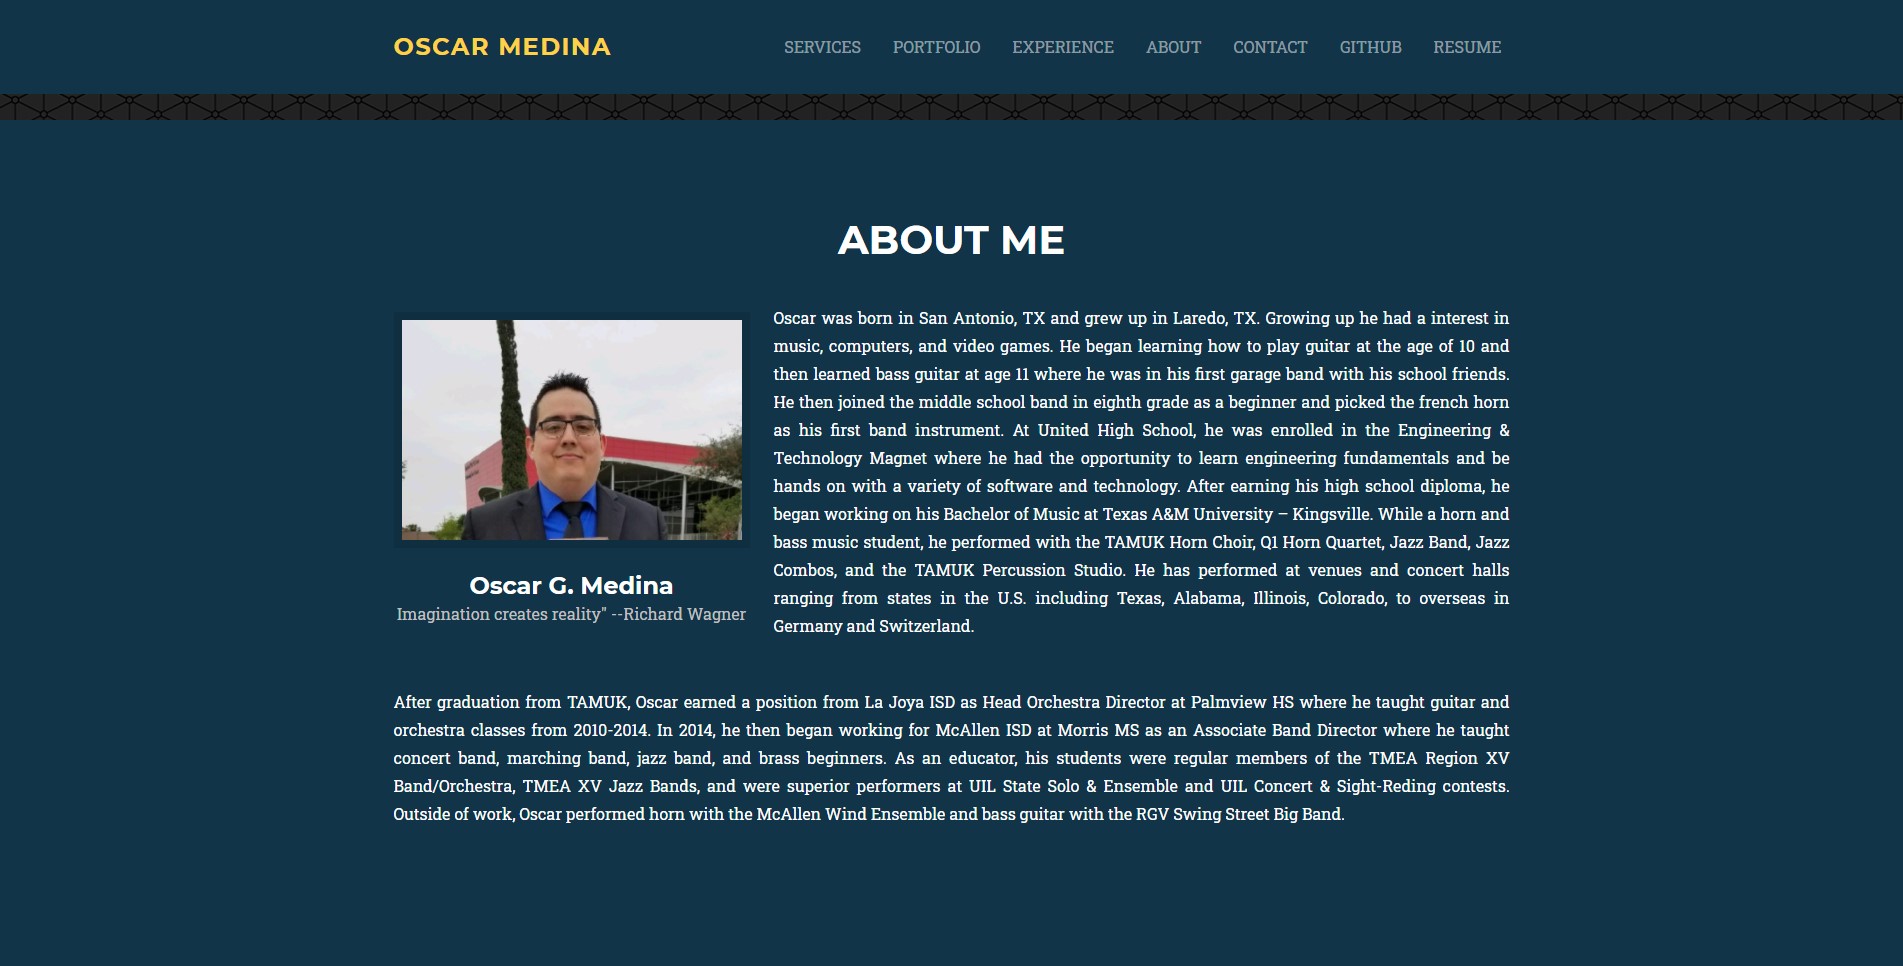 OSCAR MEDINA
SERVICES PORTFOLIO EXPERIENCE ABOUT CONTACT GITHUB RESUME
ABOUT ME
Oscar G. Medina
Imagination creates reality" --Richard Wagner
Oscar was born in San Antonio, TX and grew up in Laredo, TX. Growing up he had a interest in
music, computers, and video games. He began learning how to play guitar at the age of 10 and
then learned bass guitar at age 11 where he was in his first garage band with his school friends.
He then joined the middle school band in eighth grade as a beginner and picked the french horn
as his first band instrument. At United High School, he was enrolled in the Engineering &
Technology Magnet where he had the opportunity to learn engineering fundamentals and be
hands on with a variety of software and technology. After earning his high school diploma, he
began working on his Bachelor of Music at Texas A&M University – Kingsville. While a horn and
bass music student, he performed with the TAMUK Horn Choir, Q1 Horn Quartet, Jazz Band, Jazz
Combos, and the TAMUK Percussion Studio. He has performed at venues and concert halls
ranging from states in the U.S. including Texas, Alabama, Illinois, Colorado, to overseas in
Germany and Switzerland.
After graduation from TAMUK, Oscar earned a position from La Joya ISD as Head Orchestra Director at Palmview HS where he taught guitar and
orchestra classes from 2010-2014. In 2014, he then began working for McAllen ISD at Morris MS as an Associate Band Director where he taught
concert band, marching band, jazz band, and brass beginners. As an educator, his students were regular members of the TMEA Region XV
Band/Orchestra, TMEA XV Jazz Bands, and were superior performers at UIL State Solo & Ensemble and UIL Concert & Sight-Reding contests.
Outside of work, Oscar performed horn with the McAllen Wind Ensemble and bass guitar with the RGV Swing Street Big Band.